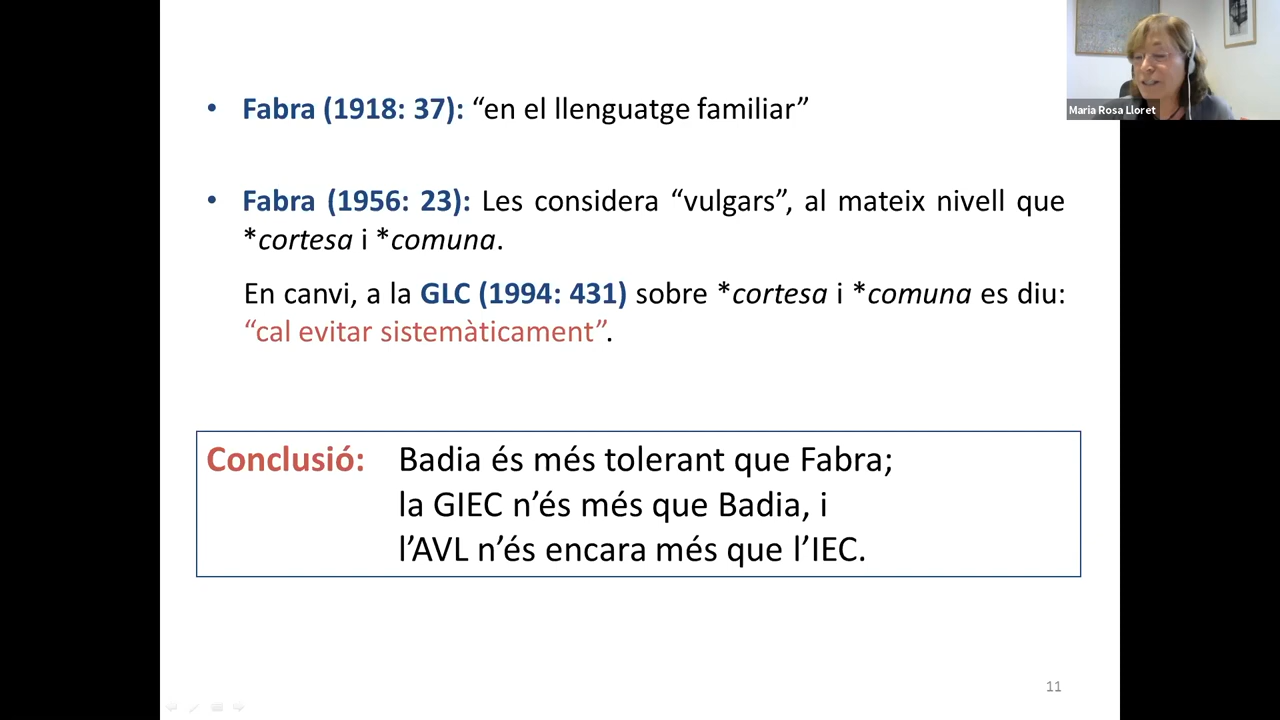 • Fabra (1918: 37): “en el llenguatge familiar”
Maria Rosa Lloret
• Fabra (1956: 23): Les considera “vulgars”, al mateix nivell que
*cortesa i *comuna.
En canvi, a la GLC (1994: 431) sobre *cortesa i *comuna es diu:
“cal evitar sistemàticament”.
Conclusió: Badia és més tolerant que Fabra;
la GIEC n’és més que Badia, i
l’AVL n’és encara més que l’IEC.
11